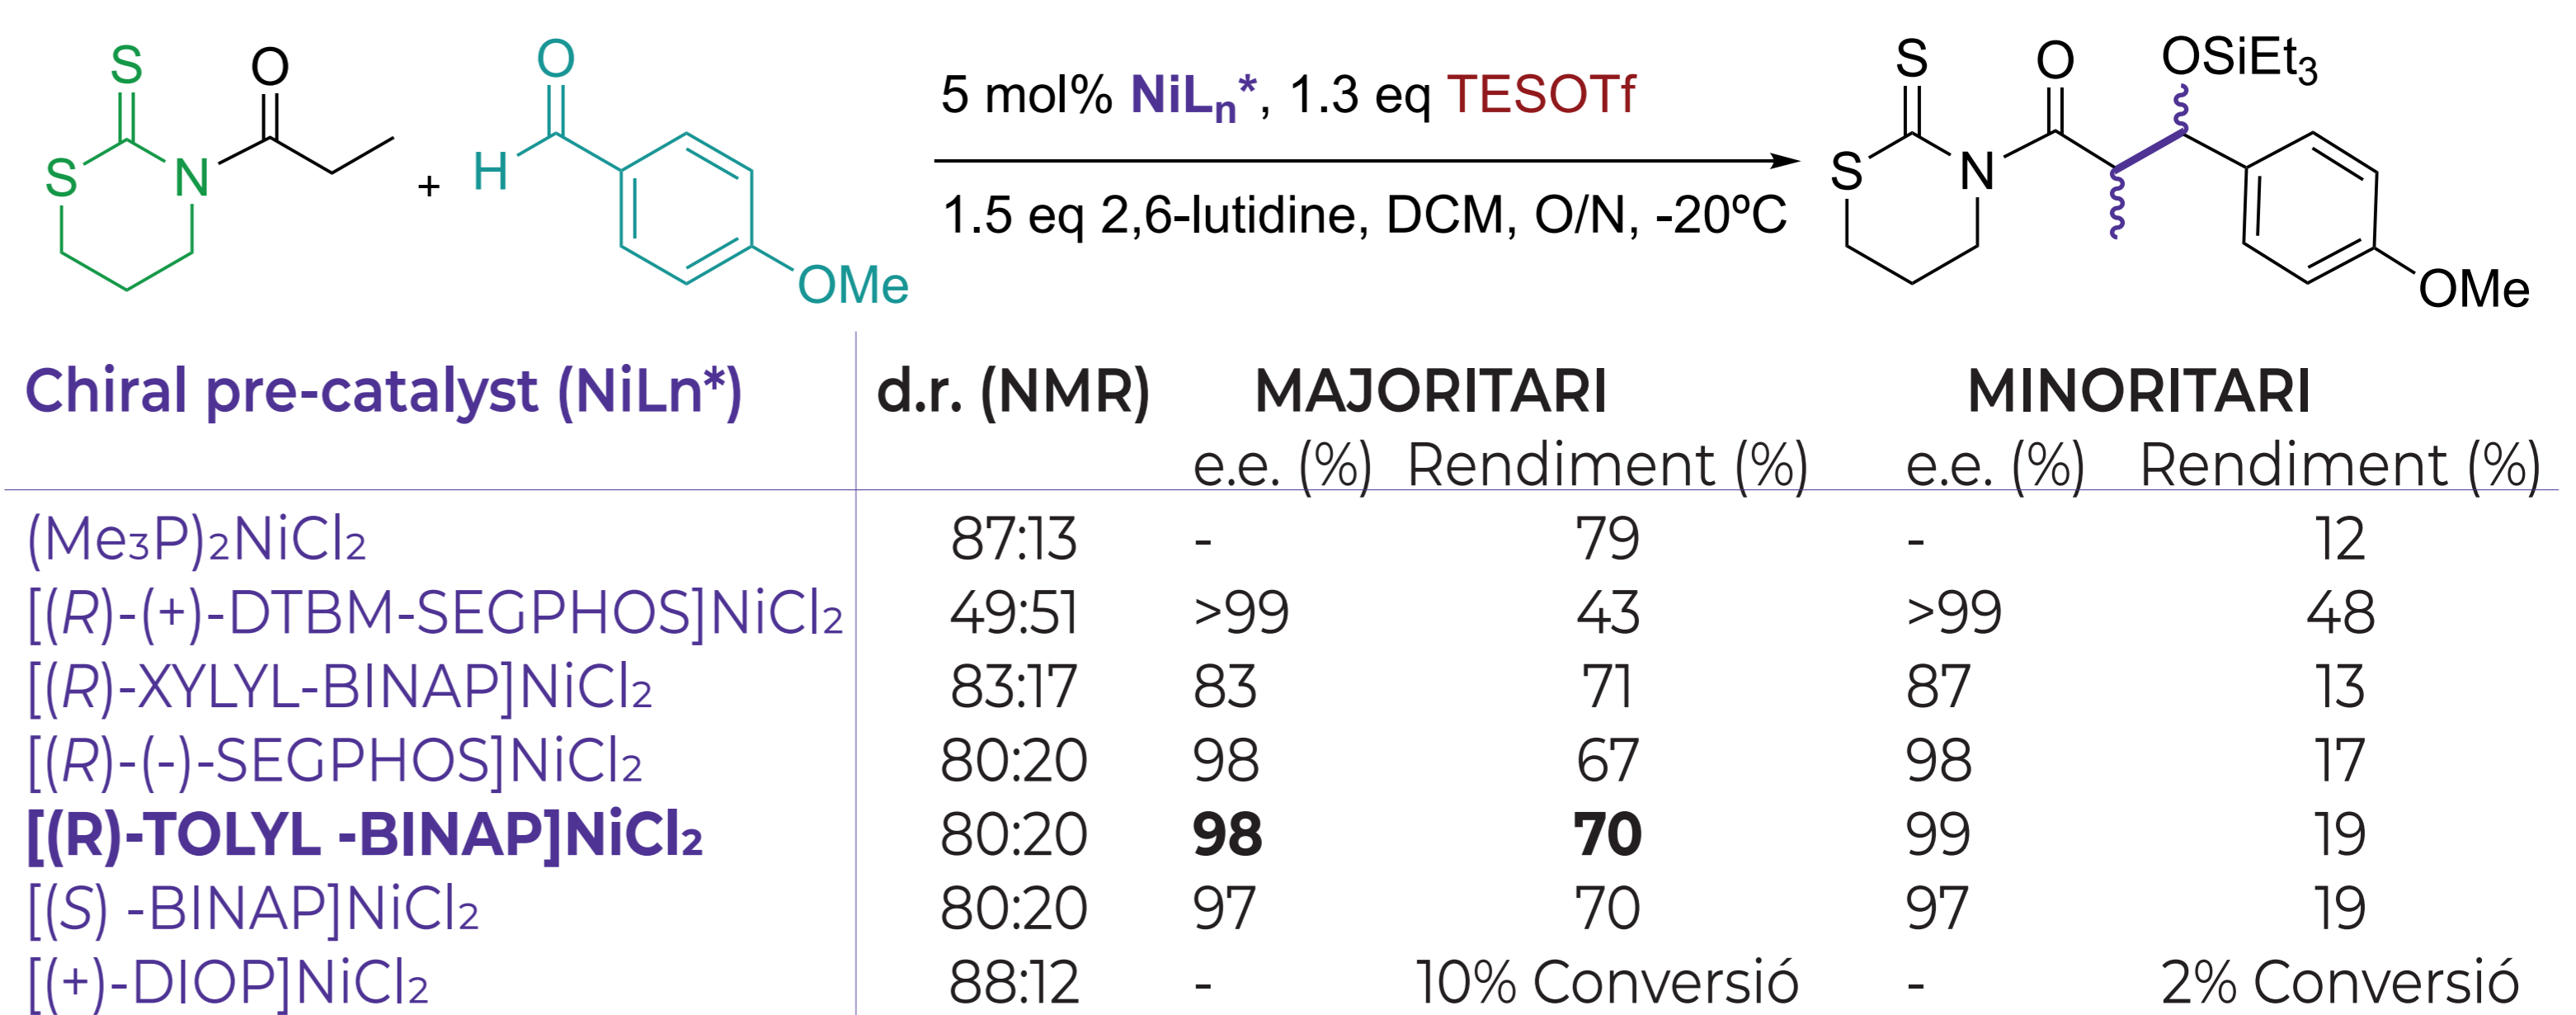 S O O S O OSiEt3
S N + H OMe
5 mol% NiLn*, 1.3 eq TESOTf
1.5 eq 2,6-lutidine, DCM, O/N, -20ºC
S N OMe
Chiral pre-catalyst (NiLn*) d.r. (NMR) MAJORITARI MINORITARI
e.e. (%) Rendiment (%) e.e. (%) Rendiment (%)
(Me3P)2NiCl2 87:13 - 79 - 12
[(R)-(+)-DTBM-SEGPHOS]NiCl2 49:51 >99 43 >99 48
[(R)-XYLYL-BINAP]NiCl2 83:17 83 71 87 13
[(R)-(-)-SEGPHOS]NiCl2 80:20 98 67 98 17
[(R)-TOLYL -BINAP]NiCl2 80:20 98 70 99 19
[(S) -BINAP]NiCl2 80:20 97 70 97 19
[(+)-DIOP]NiCl2 88:12 - 10% Conversió - 2% Conversió